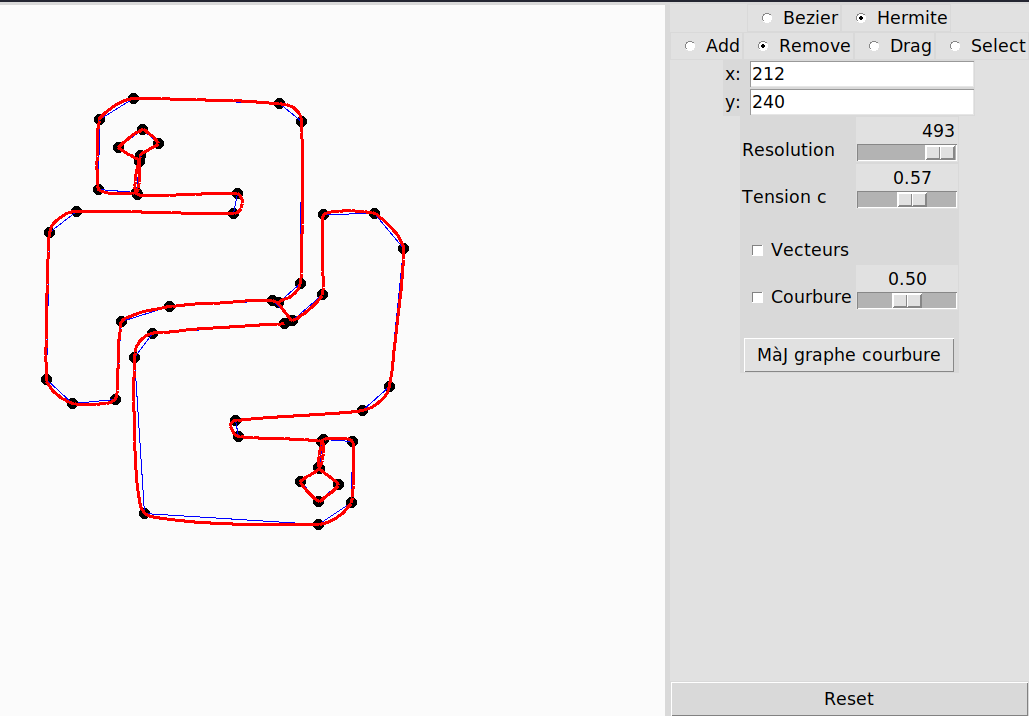 Bezier Hermite
Add Remove Drag Select
x: 212
y: 240
493
Resolution
0.57
Tension c
Vecteurs
0.50
Courbure
MàJ graphe courbure
Reset